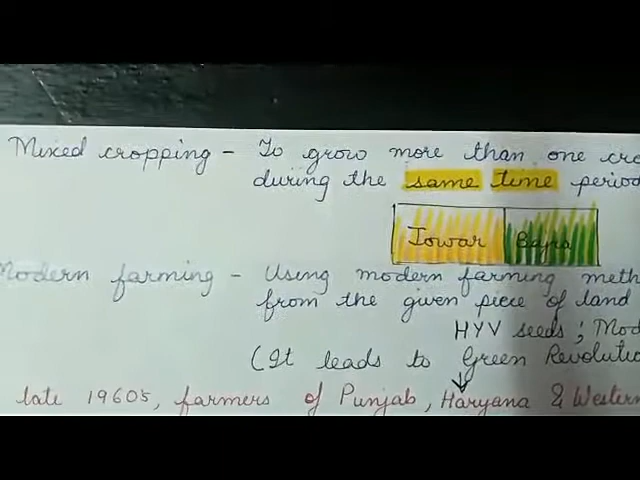 Mixed cropping - To grow more than one cro
during the same time period
Jowar Bajra
Modern farming - Using modern farming meth
from the given piece of land
HYV seeds; Mod
(It leads to Green Revolutio
late 1960s, farmers of Punjab, Haryana & Western